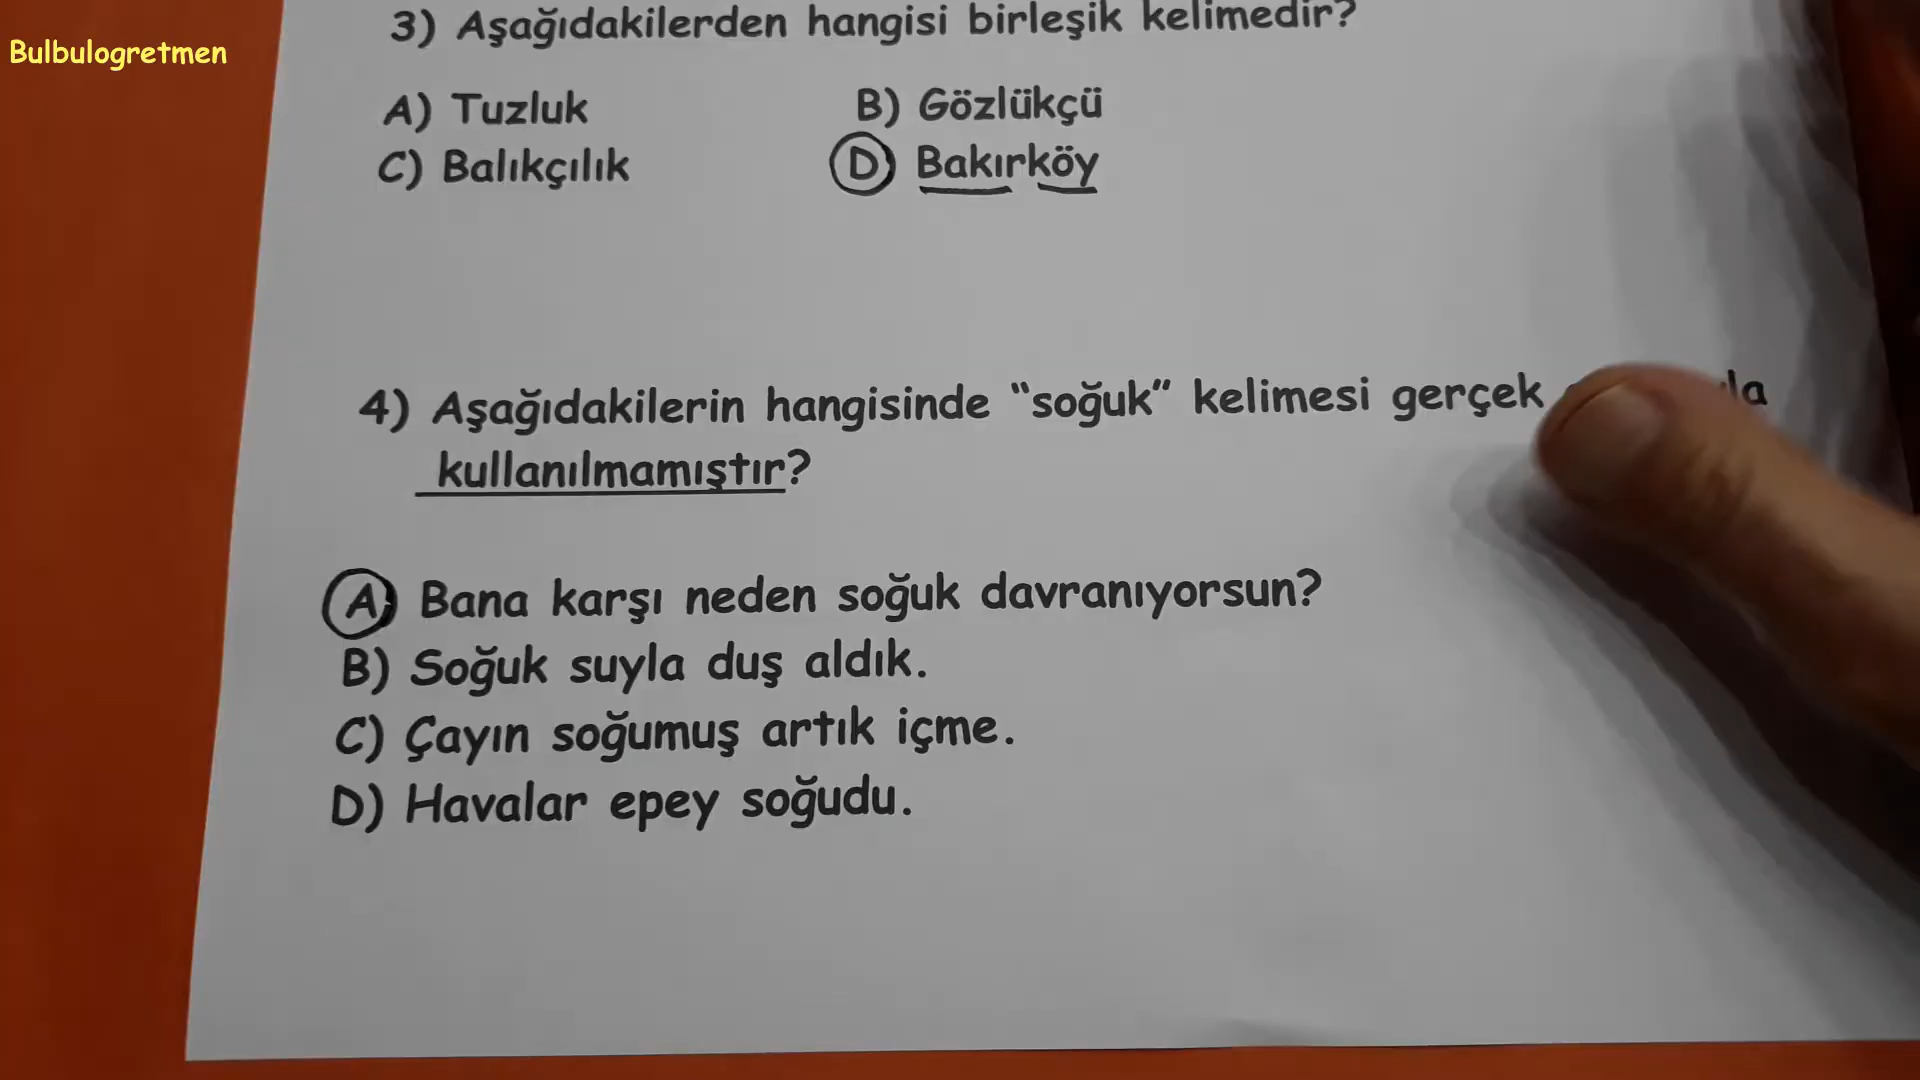 Bulbulogretmen
3) Aşağıdakilerden hangisi birleşik kelimedir?
A) Tuzluk B) Gözlükçü
C) Balıkçılık D) Bakırköy
4) Aşağıdakilerin hangisinde “soğuk” kelimesi gerçek
kullanılmamıştır?
A) Bana karşı neden soğuk davranıyorsun?
B) Soğuk suyla duş aldık.
C) Çayın soğumuş artık içme.
D) Havalar epey soğudu.